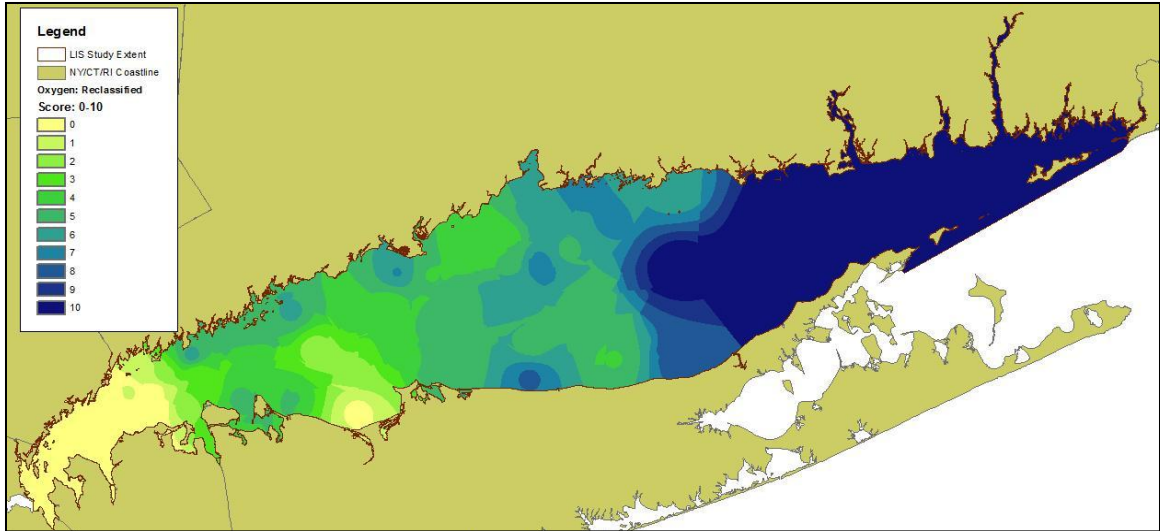 Legend
LIS Study Extent
NY/CT/RI Coastline
Oxygen: Reclassified
Score: 0-10
0
1
2
3
4
5
6
7
8
9
10